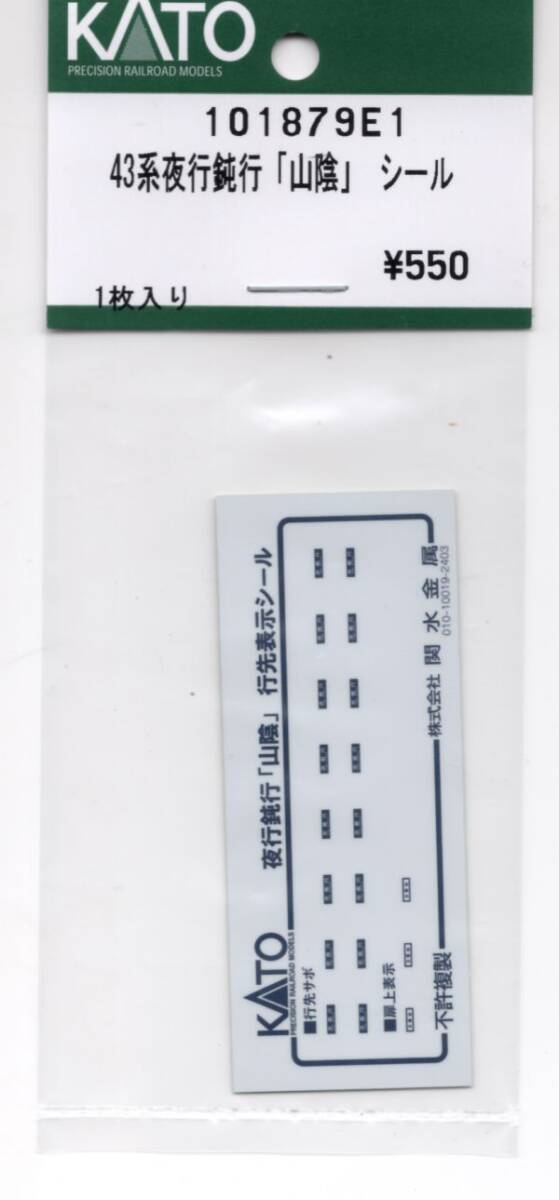 KATO
PRECISION RAILROAD MODELS
101879E1
43系夜行鈍行「山陰」 シール
¥550
1枚入り
KATO
PRECISION RAILROAD MODELS
夜行鈍行「山陰」 行先表示シール
■行先サボ
■扉上表示
不許複製
株式会社 関水金属
010-10019-2403